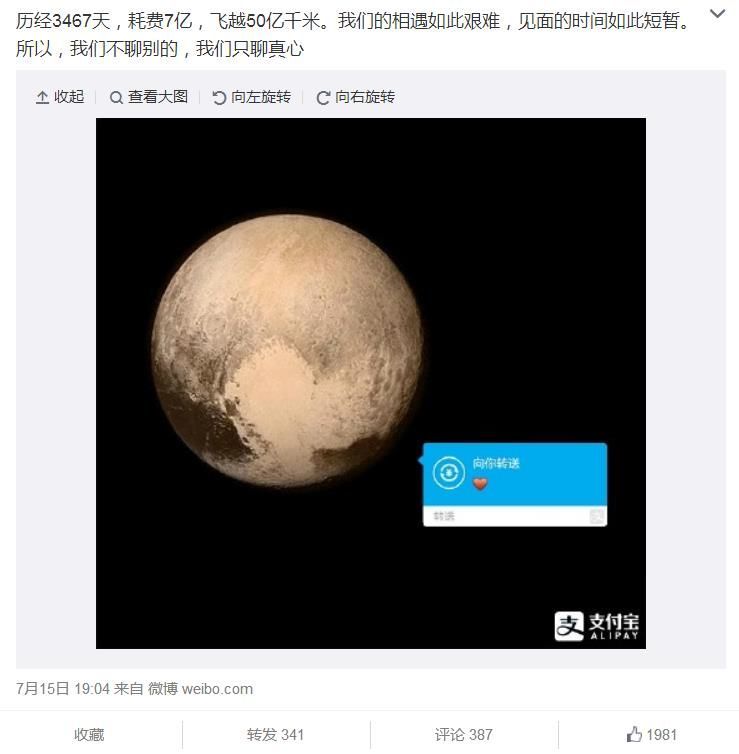 历经3467天，耗费7亿，飞越50亿千米。我们的相遇如此艰难，见面的时间如此短暂。
所以，我们不聊别的，我们只聊真心
收起 查看大图 向左旋转 向右旋转
向你转送
转送
支 支付宝
ALIPAY
7月15日 19:04 来自 微博 weibo.com
收藏 转发 341 评论 387 1981